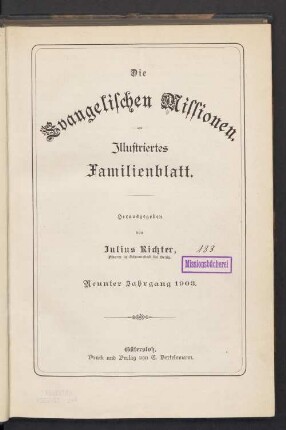 Die
Evangelischen Missionen.
Illustriertes
Familienblatt.
Herausgegeben
von
Julius Richter,
Neunter Jahrgang 1903.
183
Missionsbücherei
Gütersloh,
Druck und Verlag von C. Bertelsmann.